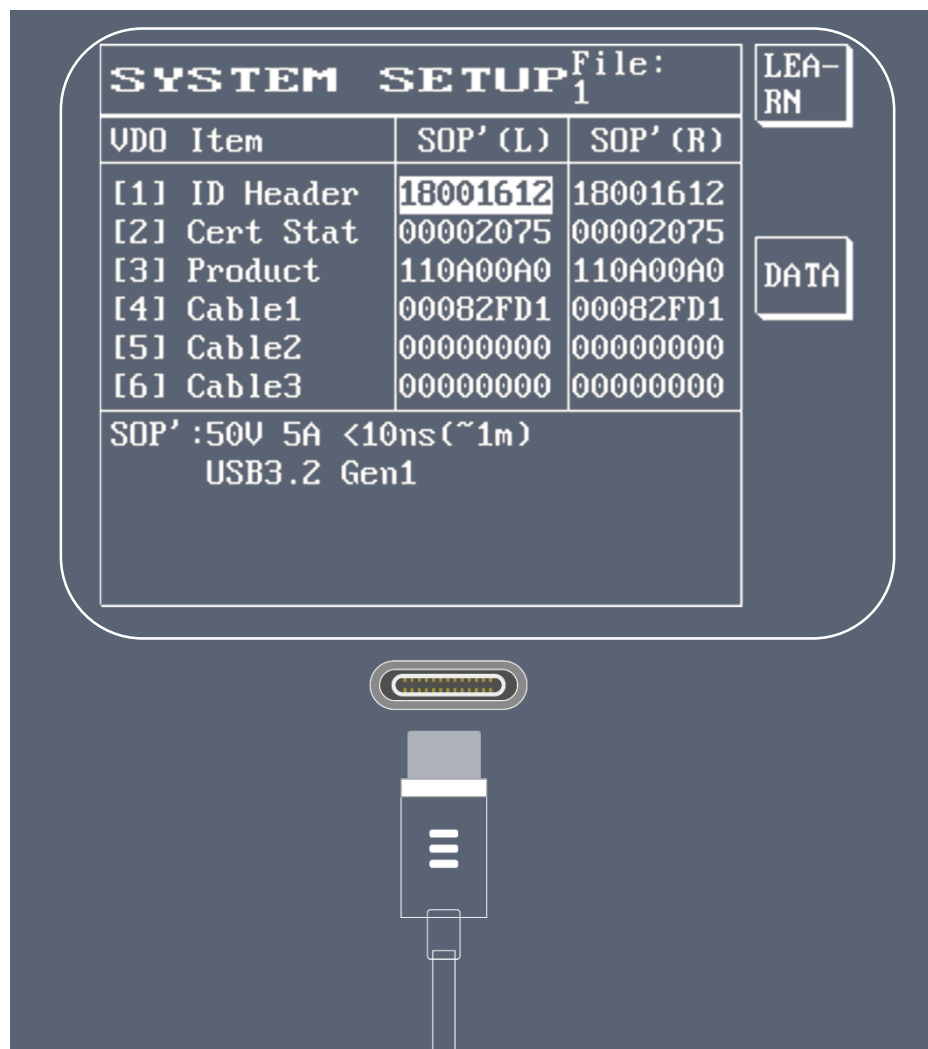 SYSTEM SETUP File: 1
LEA-
RN
VDO Item SOP'(L) SOP'(R)
[1] ID Header 18001612 18001612
[2] Cert Stat 00002075 00002075
[3] Product 110A00A0 110A00A0
[4] Cable1 00082FD1 00082FD1
[5] Cable2 00000000 00000000
[6] Cable3 00000000 00000000
DATA
SOP':50V 5A <10ns(~1m)
USB3.2 Gen1